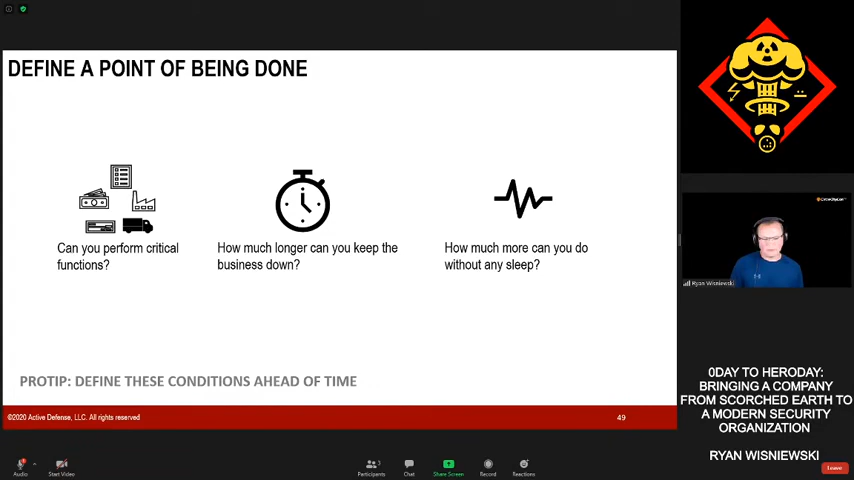 DEFINE A POINT OF BEING DONE
Can you perform critical
functions?
How much longer can you keep the
business down?
How much more can you do
without any sleep?
PROTIP: DEFINE THESE CONDITIONS AHEAD OF TIME
©2020 Active Defense, LLC. All rights reserved
49
Ryan Wisniewski
0DAY TO HERODAY:
BRINGING A COMPANY
FROM SCORCHED EARTH TO
A MODERN SECURITY
ORGANIZATION
RYAN WISNIEWSKI
Audio
Start Video
Participants
3
Chat
Share Screen
Record
Reactions
Leave